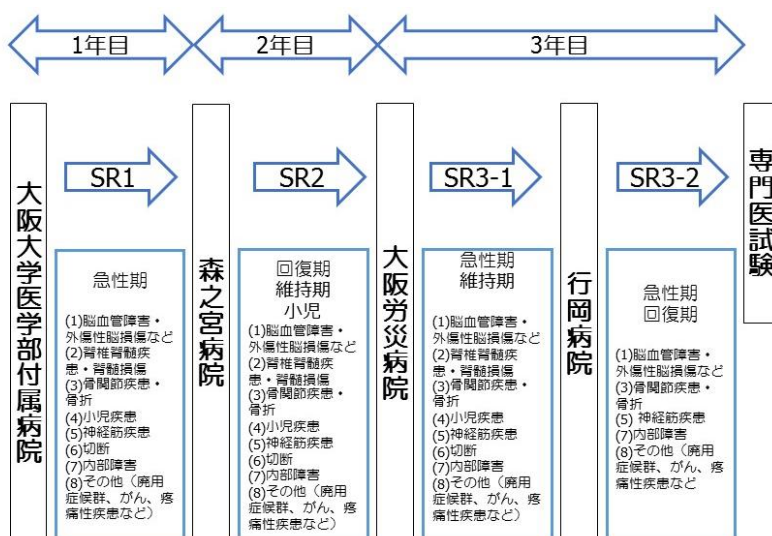 1年目
2年目
3年目
大阪大学医学部付属病院
SR1
急性期
(1)脳血管障害・
外傷性脳損傷など
(2)脊椎脊髄疾
患・脊髄損傷
(3)骨関節疾患・
骨折
(4)小児疾患
(5)神経筋疾患
(6)切断
(7)内部障害
(8)その他（廃用
症候群、がん、疼
痛性疾患など）
森之宮病院
SR2
回復期
維持期
小児
(1)脳血管障害・
外傷性脳損傷など
(2)脊椎脊髄疾
患・脊髄損傷
(3)骨関節疾患・
骨折
(4)小児疾患
(5)神経筋疾患
(6)切断
(7)内部障害
(8)その他（廃用
症候群、がん、疼
痛性疾患など）
大阪労災病院
SR3-1
急性期
維持期
(1)脳血管障害・
外傷性脳損傷など
(2)脊椎脊髄疾
患・脊髄損傷
(3)骨関節疾患・
骨折
(4)小児疾患
(5)神経筋疾患
(6)切断
(7)内部障害
(8)その他（廃用
症候群、がん、疼
痛性疾患など）
行岡病院
SR3-2
急性期
回復期
(1)脳血管障害・
外傷性脳損傷など
(3)骨関節疾患・
骨折
(5) 神経筋疾患
(7)内部障害
(8)その他（廃用
症候群、がん、疼
痛性疾患など
専門医試験